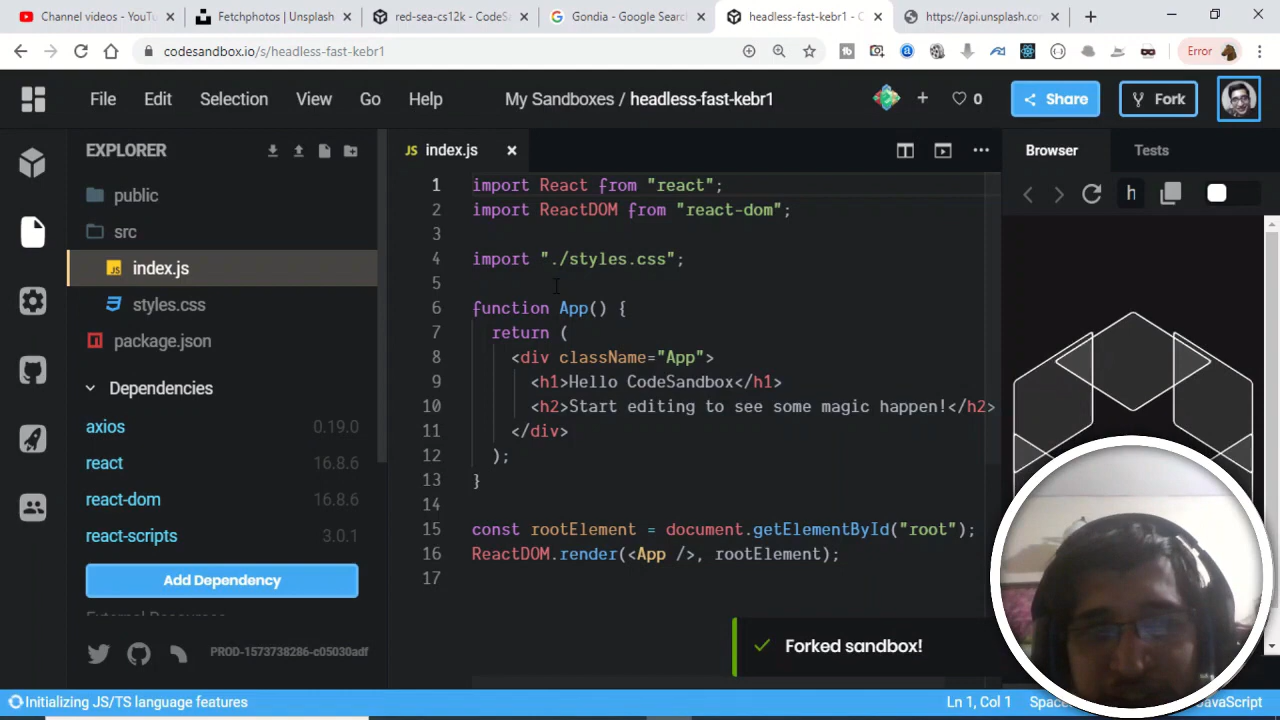 Channel videos - YouTu
Fetchphotos | Unsplash
red-sea-cs12k - CodeSa
Gondia - Google Search
headless-fast-kebr1 - C
https://api.unsplash.com
codesandbox.io/s/headless-fast-kebr1
Error
File Edit Selection View Go Help
My Sandboxes / headless-fast-kebr1
0
Share
Fork
EXPLORER
public
src
index.js
styles.css
package.json
Dependencies
axios 0.19.0
react 16.8.6
react-dom 16.8.6
react-scripts 3.0.1
Add Dependency
External Resources
PROD-1573738286-c05030adf
JS index.js
1 import React from "react";
2 import ReactDOM from "react-dom";
3
4 import "./styles.css";
5
6 function App() {
7 return (
8 <div className="App">
9 <h1>Hello CodeSandbox</h1>
10 <h2>Start editing to see some magic happen!</h2>
11 </div>
12 );
13 }
14
15 const rootElement = document.getElementById("root");
16 ReactDOM.render(<App />, rootElement);
17
Browser Tests
h
Forked sandbox!
Initializing JS/TS language features
Ln 1, Col 1
Spac
JavaScript